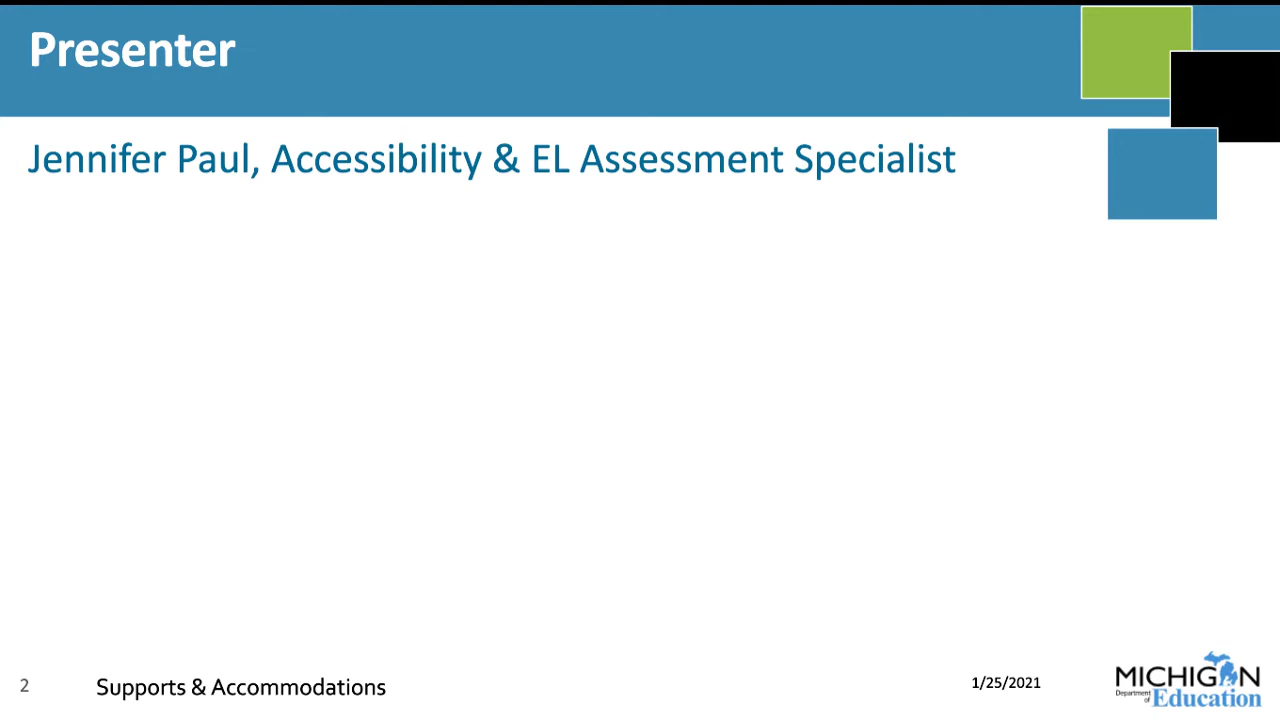 Presenter
Jennifer Paul, Accessibility & EL Assessment Specialist
2
Supports & Accommodations
1/25/2021
MICHIGAN
Department of Education